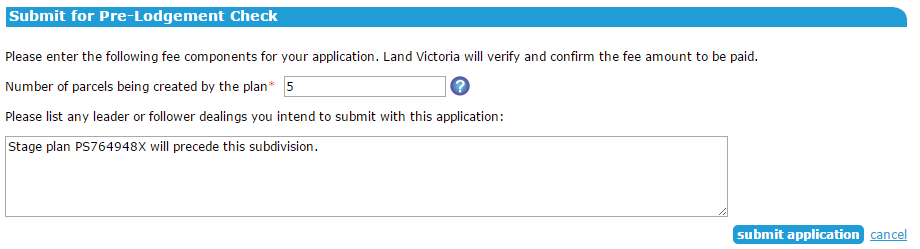 Submit for Pre-Lodgement Check
Please enter the following fee components for your application. Land Victoria will verify and confirm the fee amount to be paid.
Number of parcels being created by the plan* 5 ?
Please list any leader or follower dealings you intend to submit with this application:
Stage plan PS764948X will precede this subdivision.
submit application cancel